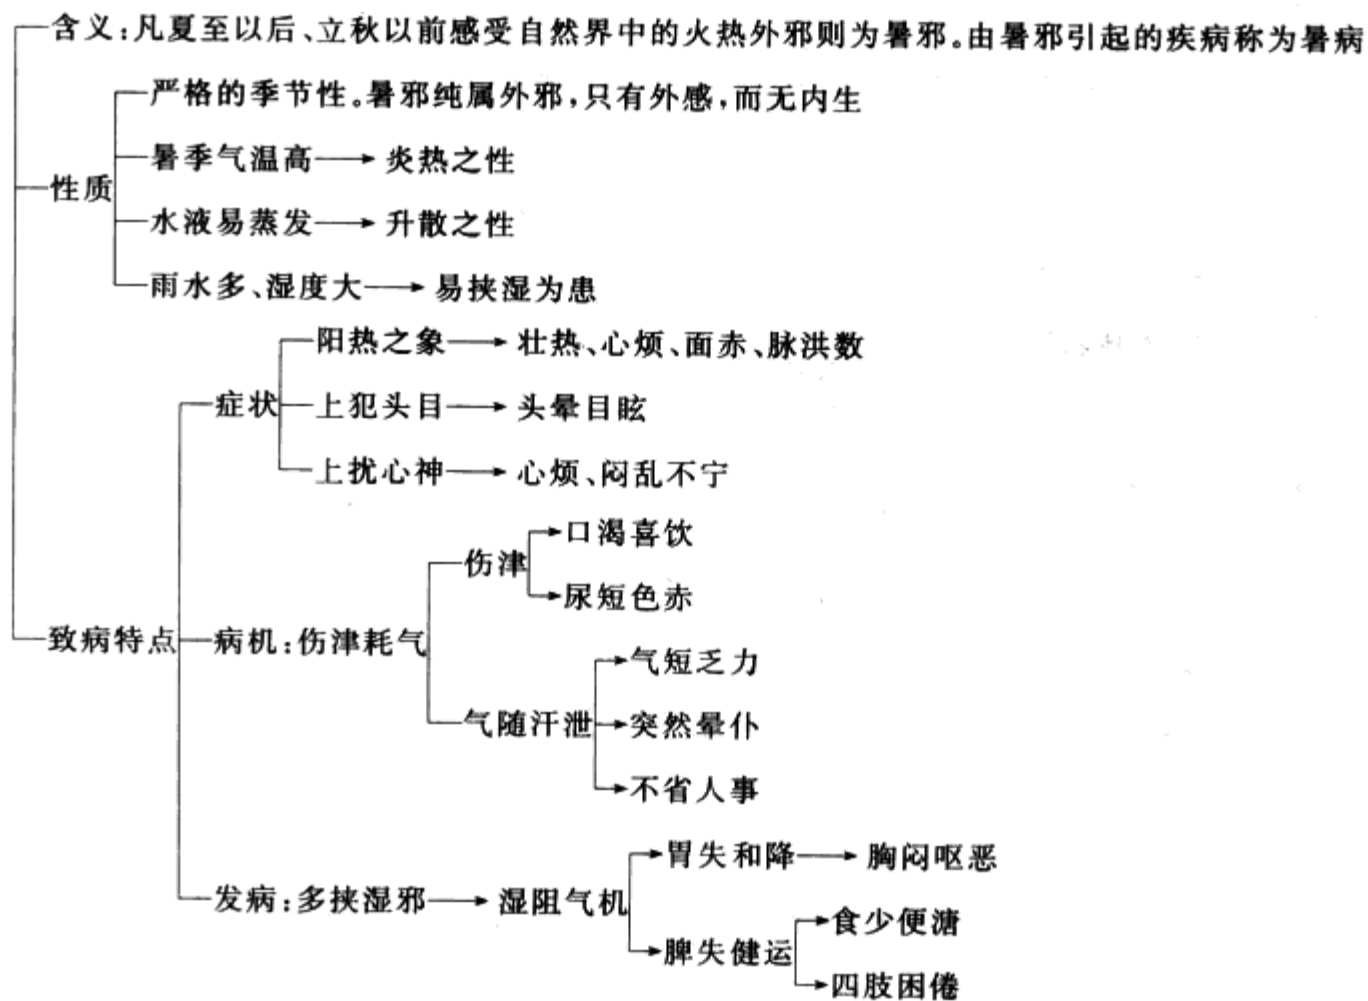 含义:凡夏至以后、立秋以前感受自然界中的火热外邪则为暑邪。由暑邪引起的疾病称为暑病
严格的季节性。暑邪纯属外邪,只有外感,而无内生
暑季气温高 → 炎热之性
性质
水液易蒸发 → 升散之性
雨水多、湿度大 → 易挟湿为患
阳热之象 → 壮热、心烦、面赤、脉洪数
症状
上犯头目 → 头晕目眩
上扰心神 → 心烦、闷乱不宁
口渴喜饮
伤津
尿短色赤
致病特点
病机:伤津耗气
气短乏力
气随汗泄
突然晕仆
不省人事
胃失和降 → 胸闷呕恶
发病:多挟湿邪 → 湿阻气机
食少便溏
脾失健运
四肢困倦